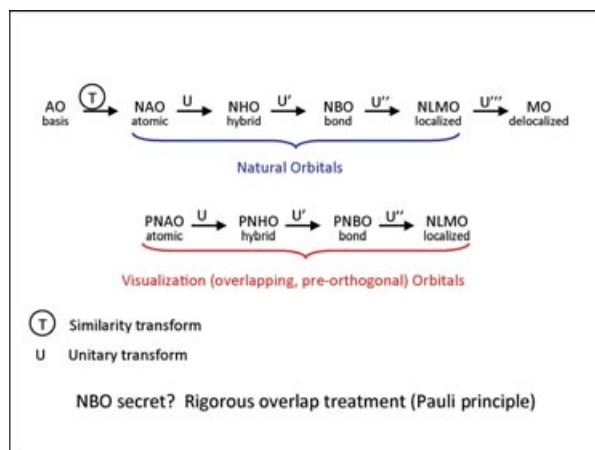 T U U' U'' U'''
AO NAO NHO NBO NLMO MO
basis atomic hybrid bond localized delocalized
Natural Orbitals
U U' U''
PNAO PNHO PNBO NLMO
atomic hybrid bond localized
Visualization (overlapping, pre-orthogonal) Orbitals
T Similarity transform
U Unitary transform
NBO secret? Rigorous overlap treatment (Pauli principle)